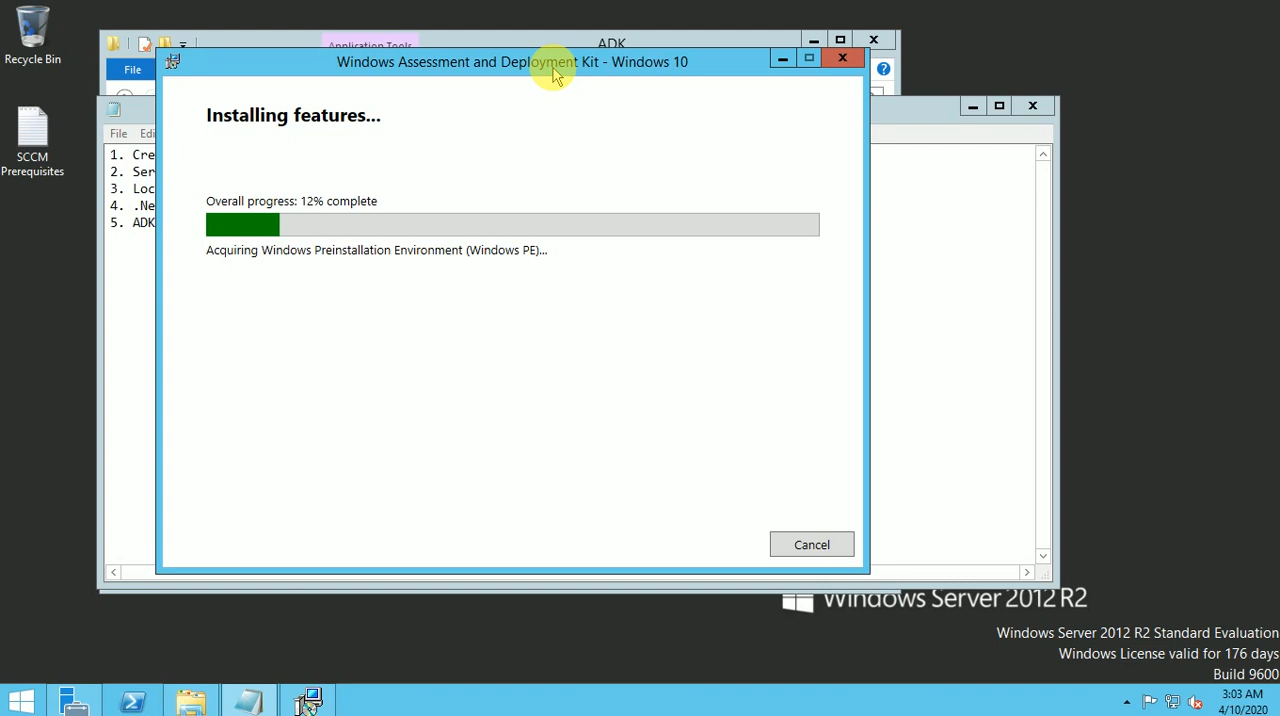 Recycle Bin
SCCM
Prerequisites
Application Tools
ADK
File
Windows Assessment and Deployment Kit - Windows 10
Installing features...
Overall progress: 12% complete
Acquiring Windows Preinstallation Environment (Windows PE)...
Cancel
File Edi
1. Cre
2. Ser
3. Loc
4. .Ne
5. ADK
Windows Server 2012 R2
Windows Server 2012 R2 Standard Evaluation
Windows License valid for 176 days
Build 9600
3:03 AM
4/10/2020